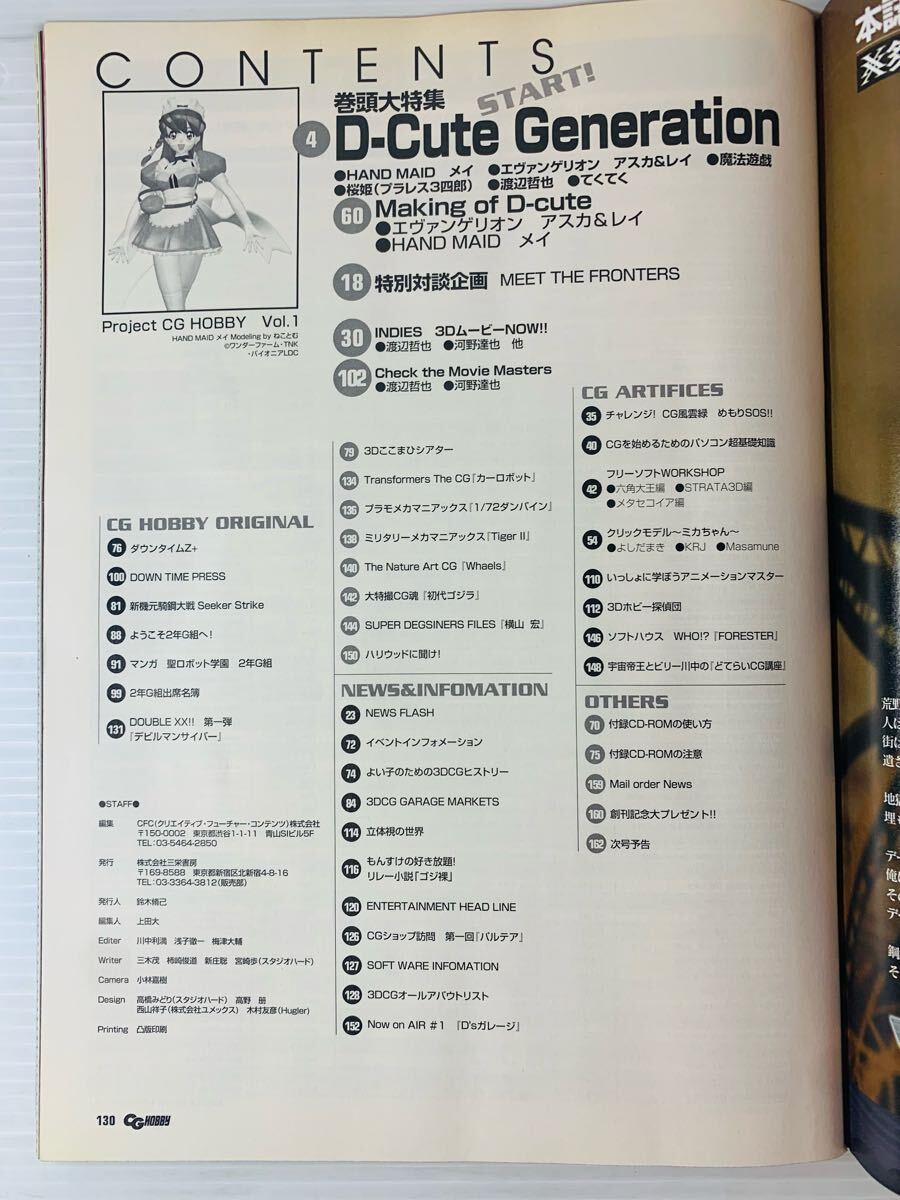 CONTENTS
START!
巻頭大特集
4 D-Cute Generation
●HAND MAID メイ ●エヴァンゲリオン アスカ&レイ ●魔法遊戯
●桜姫(プラレス3四郎) ●渡辺哲也 ●てくてく
60 Making of D-cute
●エヴァンゲリオン アスカ&レイ
●HAND MAID メイ
18 特別対談企画 MEET THE FRONTERS
30 INDIES 3DムービーNOW!!
●渡辺哲也 ●河野達也 他
102 Check the Movie Masters
●渡辺哲也 ●河野達也
Project CG HOBBY Vol.1
HAND MAID メイ Modeling by ねことむ
©ワンダーファーム・TNK
・パイオニアLDC
CG HOBBY ORIGINAL
76 ダウンタイムZ+
100 DOWN TIME PRESS
81 新機元騎鋼大戦 Seeker Strike
88 ようこそ2年G組へ!
91 マンガ 聖ロボット学園 2年G組
99 2年G組出席名簿
131 DOUBLE XX!! 第一弾
『デビルマンサイバー』
79 3Dここまひシアター
134 Transformers The CG『カーロボット』
136 プラモメカマニアックス『1/72ダンバイン』
138 ミリタリーメカマニアックス『Tiger II』
140 The Nature Art CG 『Whaels』
142 大特撮CG魂『初代ゴジラ』
144 SUPER DEGSINERS FILES『横山 宏』
150 ハリウッドに聞け!
NEWS&INFOMATION
23 NEWS FLASH
72 イベントインフォメーション
74 よい子のための3DCGヒストリー
84 3DCG GARAGE MARKETS
114 立体視の世界
116 もんすけの好き放題!
リレー小説「ゴジ裸」
120 ENTERTAINMENT HEAD LINE
126 CGショップ訪問 第一回『バルテア』
127 SOFT WARE INFOMATION
128 3DCGオールアバウトリスト
152 Now on AIR #1 『D'sガレージ』
CG ARTIFICES
35 チャレンジ! CG風雲録 めもりSOS!!
40 CGを始めるためのパソコン超基礎知識
42 フリーソフトWORKSHOP
●六角大王編 ●STRATA3D編
●メタセコイア編
54 クリックモデル〜ミカちゃん〜
●よしだまき ●KRJ ●Masamune
110 いっしょに学ぼうアニメーションマスター
112 3Dホビー探偵団
146 ソフトハウス WHO!?『FORESTER』
148 宇宙帝王とビリー川中の『どてらいCG講座』
OTHERS
70 付録CD-ROMの使い方
75 付録CD-ROMの注意
159 Mail order News
160 創刊記念大プレゼント!!
162 次号予告
●STAFF●
編集 CFC(クリエイティブ・フューチャー・コンテンツ)株式会社
〒150-0002 東京都渋谷1-1-11 青山SIビル5F
TEL:03-5464-2850
発行 株式会社三栄書房
〒169-8588 東京都新宿区北新宿4-8-16
TEL:03-3364-3812(販売部)
発行人 鈴木脩己
編集人 上田大
Editer 川中利満 浅子徹一 梅津大輔
Writer 三木茂 柿崎俊道 新庄聡 宮崎歩(スタジオハード)
Camera 小林嘉樹
Design 高橋みどり(スタジオハード) 高野 朋
西山祥子(株式会社ユメックス) 木村友彦(Hugler)
Printing 凸版印刷
130 CG HOBBY
本誌
荒野
人に
街は
遺さ
地濫
埋も
デー
俺は
その
デー
鋼
そ